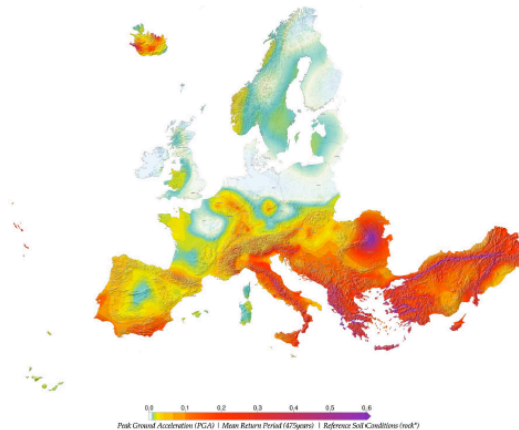 0,0 0,1 0,2 0,3 0,4 0,5 0,6
Peak Ground Acceleration (PGA) | Mean Return Period (475years) | Reference Soil Conditions (rock*)